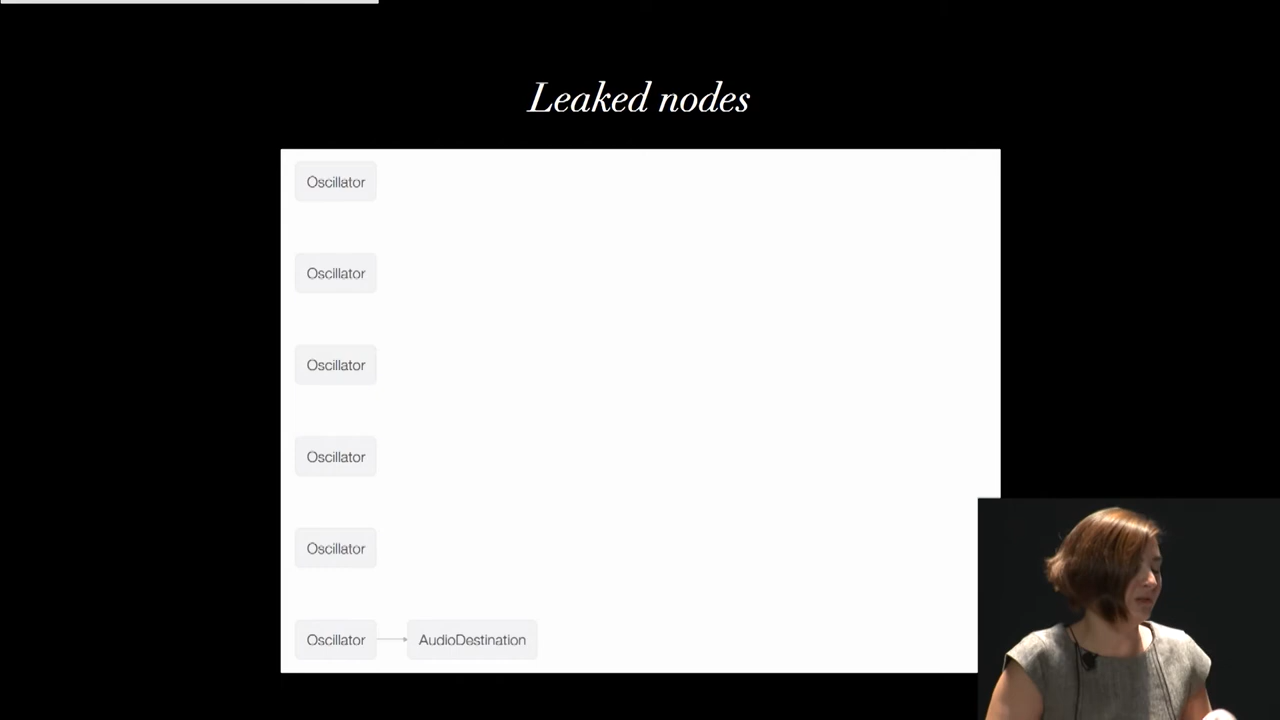 Leaked nodes
Oscillator
Oscillator
Oscillator
Oscillator
Oscillator
Oscillator AudioDestination